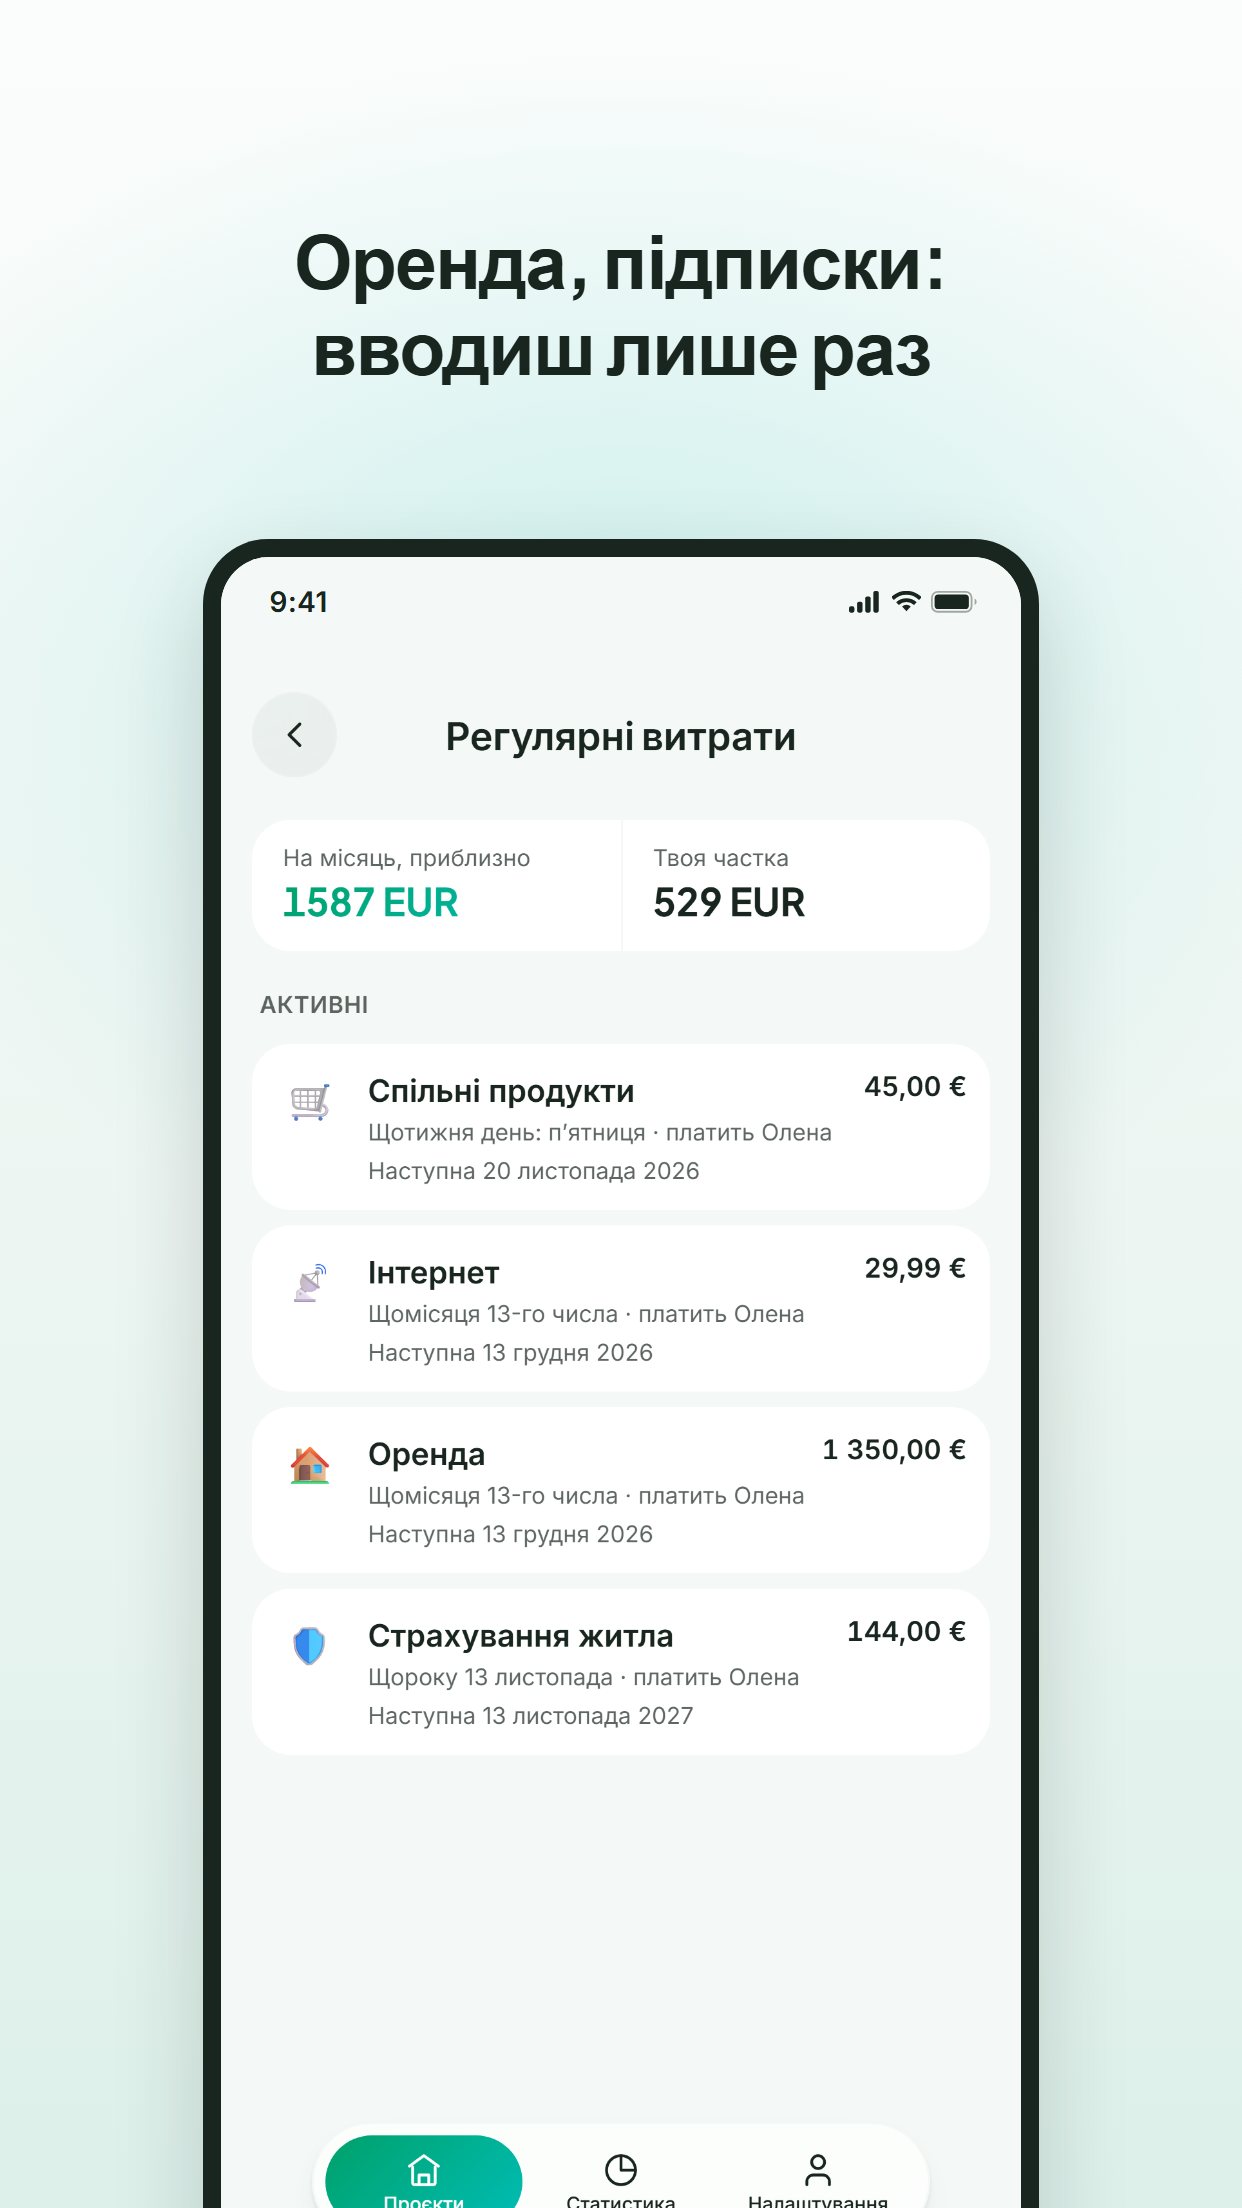 Оренда, підписки:
вводиш лише раз
9:41
Регулярні витрати
На місяць, приблизно
1587 EUR
Твоя частка
529 EUR
АКТИВНІ
Спільні продукти
45,00 €
Щотижня день: п’ятниця · платить Олена
Наступна 20 листопада 2026
Інтернет
29,99 €
Щомісяця 13-го числа · платить Олена
Наступна 13 грудня 2026
Оренда
1 350,00 €
Щомісяця 13-го числа · платить Олена
Наступна 13 грудня 2026
Страхування житла
144,00 €
Щороку 13 листопада · платить Олена
Наступна 13 листопада 2027
Проєкти
Статистика
Налаштування